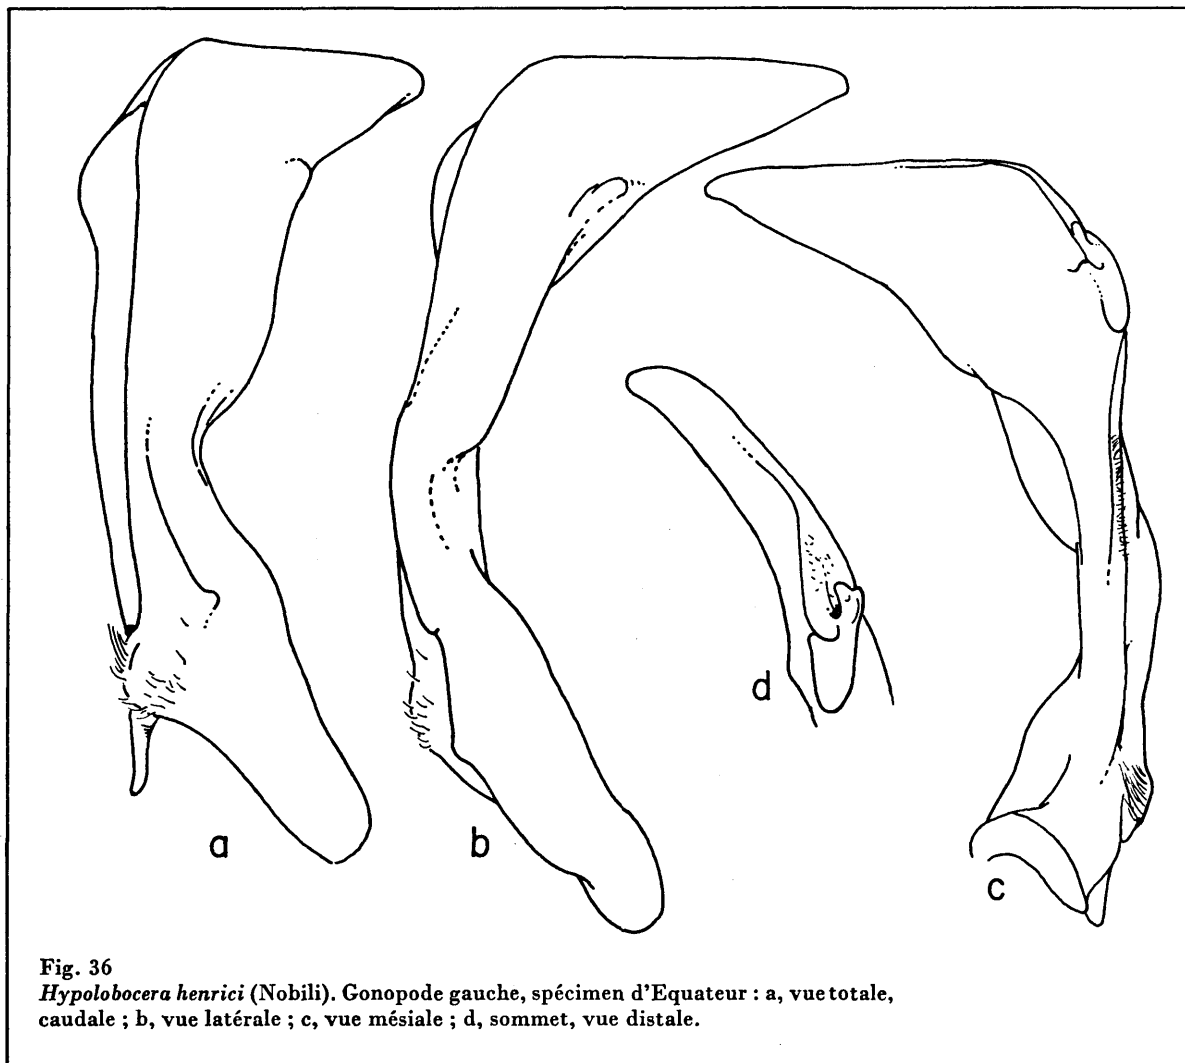 a
b
c
d
Fig. 36
Hypolobocera henrici (Nobili). Gonopode gauche, spécimen d'Equateur : a, vue totale,
caudale ; b, vue latérale ; c, vue mésiale ; d, sommet, vue distale.